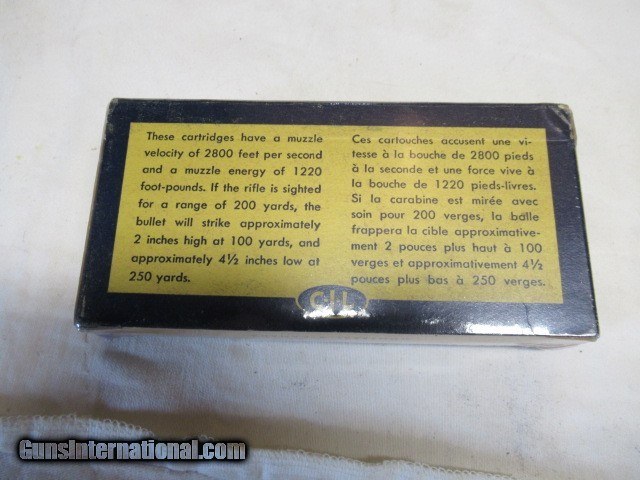 These cartridges have a muzzle
velocity of 2800 feet per second
and a muzzle energy of 1220
foot-pounds. If the rifle is sighted
for a range of 200 yards, the
bullet will strike approximately
2 inches high at 100 yards, and
approximately 4½ inches low at
250 yards.
Ces cartouches accusent une vi-
tesse à la bouche de 2800 pieds
à la seconde et une force vive à
la bouche de 1220 pieds-livres.
Si la carabine est mirée avec
soin pour 200 verges, la balle
frappera la cible approximative-
ment 2 pouces plus haut à 100
verges et approximativement 4½
pouces plus bas à 250 verges.
CIL
GunsInternational.com